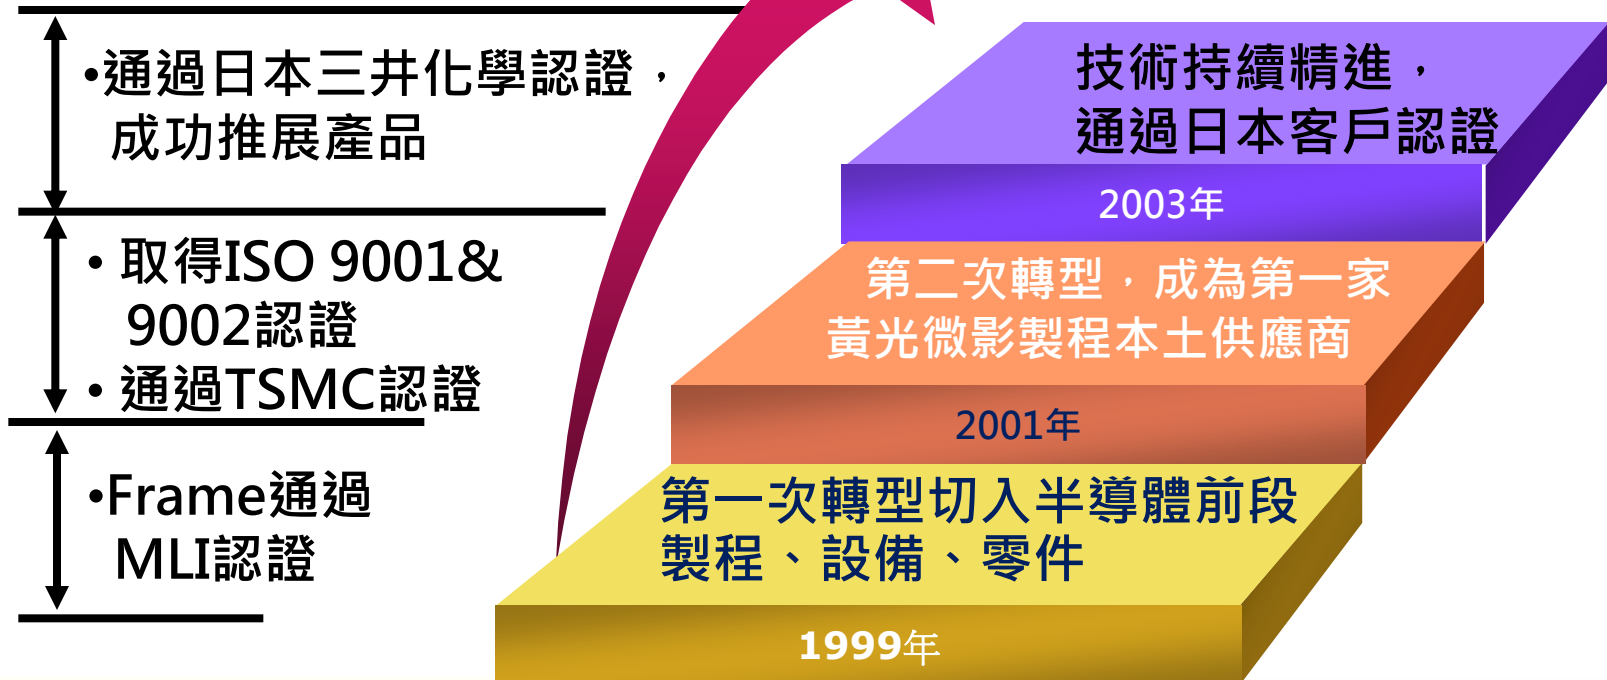 •通過日本三井化學認證，
成功推展產品
• 取得ISO 9001&
9002認證
• 通過TSMC認證
•Frame通過
MLI認證
技術持續精進，
通過日本客戶認證
2003年
第二次轉型，成為第一家
黃光微影製程本土供應商
2001年
第一次轉型切入半導體前段
製程、設備、零件
1999年